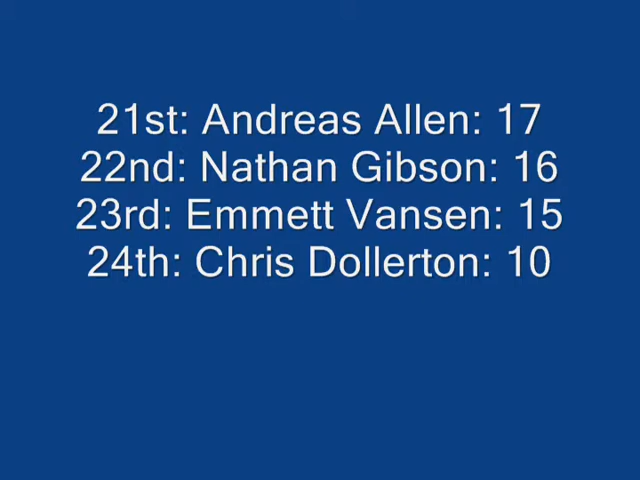 21st: Andreas Allen: 17
22nd: Nathan Gibson: 16
23rd: Emmett Vansen: 15
24th: Chris Dollerton: 10